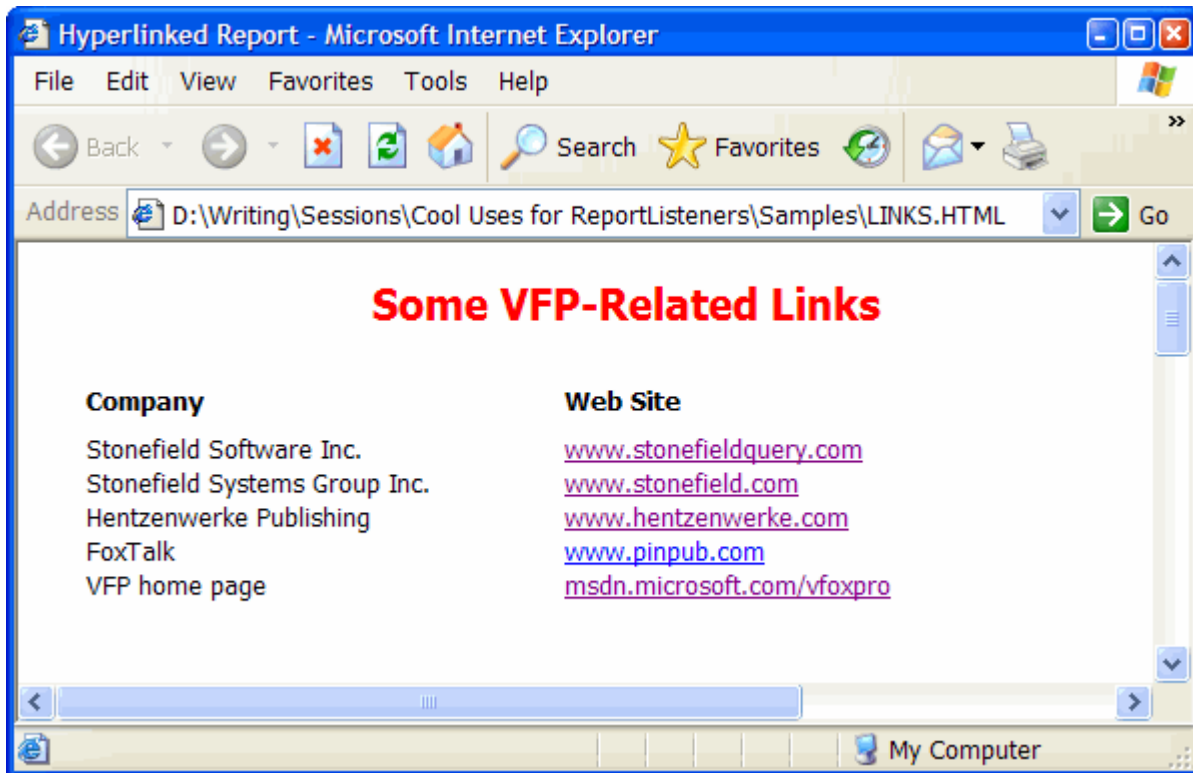 Hyperlinked Report - Microsoft Internet Explorer
File Edit View Favorites Tools Help
Back Search Favorites »
Address D:\Writing\Sessions\Cool Uses for ReportListeners\Samples\LINKS.HTML Go
Some VFP-Related Links
Company Web Site
Stonefield Software Inc. www.stonefieldquery.com
Stonefield Systems Group Inc. www.stonefield.com
Hentzenwerke Publishing www.hentzenwerke.com
FoxTalk www.pinpub.com
VFP home page msdn.microsoft.com/vfoxpro
My Computer